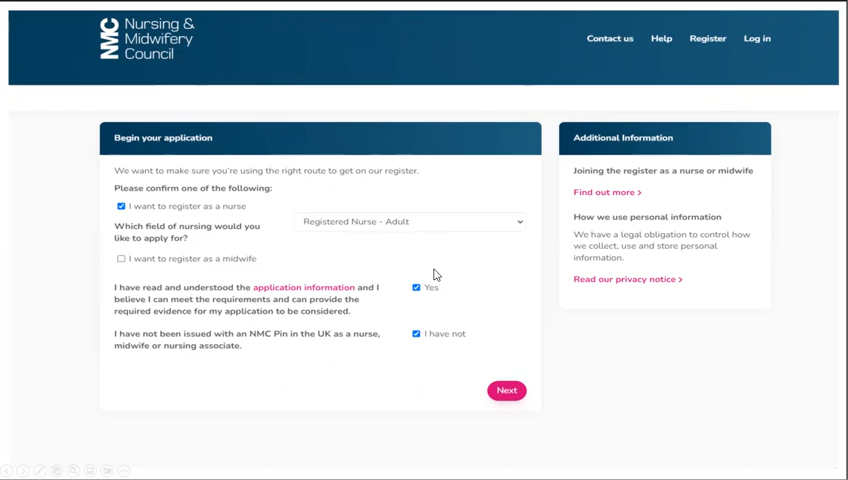 NMC
Nursing &
Midwifery
Council
Contact us Help Register Log in
Begin your application
We want to make sure you're using the right route to get on our register.
Please confirm one of the following:
I want to register as a nurse
Which field of nursing would you
like to apply for?
Registered Nurse - Adult
I want to register as a midwife
I have read and understood the application information and I
believe I can meet the requirements and can provide the
required evidence for my application to be considered.
Yes
I have not been issued with an NMC Pin in the UK as a nurse,
midwife or nursing associate.
I have not
Next
Additional Information
Joining the register as a nurse or midwife
Find out more >
How we use personal information
We have a legal obligation to control how
we collect, use and store personal
information.
Read our privacy notice >